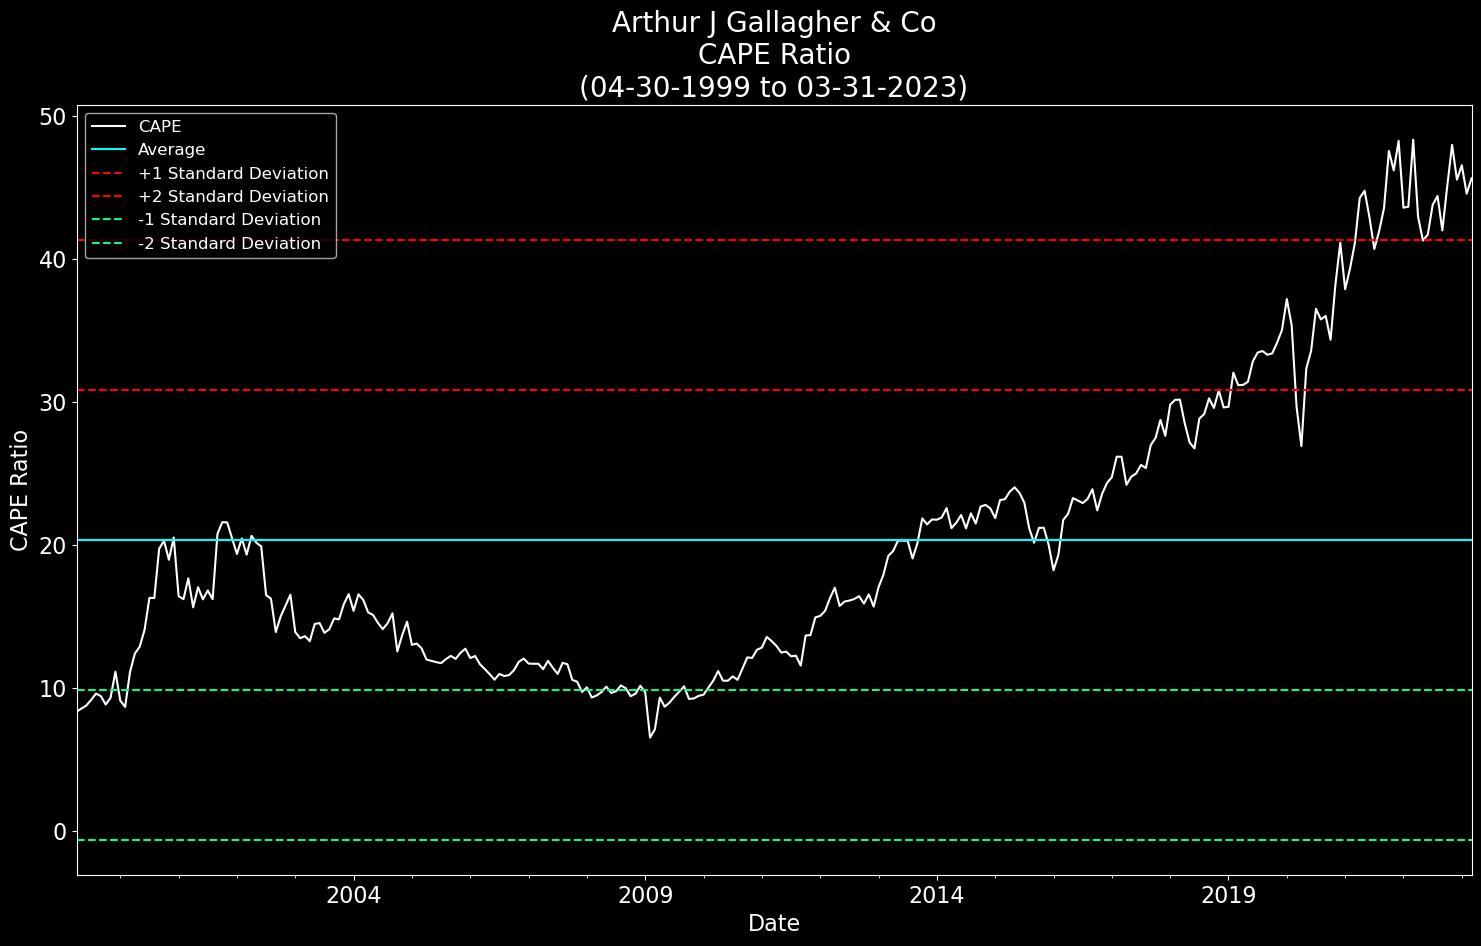 Arthur J Gallagher & Co
CAPE Ratio
(04-30-1999 to 03-31-2023)
CAPE
Average
+1 Standard Deviation
+2 Standard Deviation
-1 Standard Deviation
-2 Standard Deviation
50
40
30
20
10
0
CAPE Ratio
2004
2009
2014
2019
Date